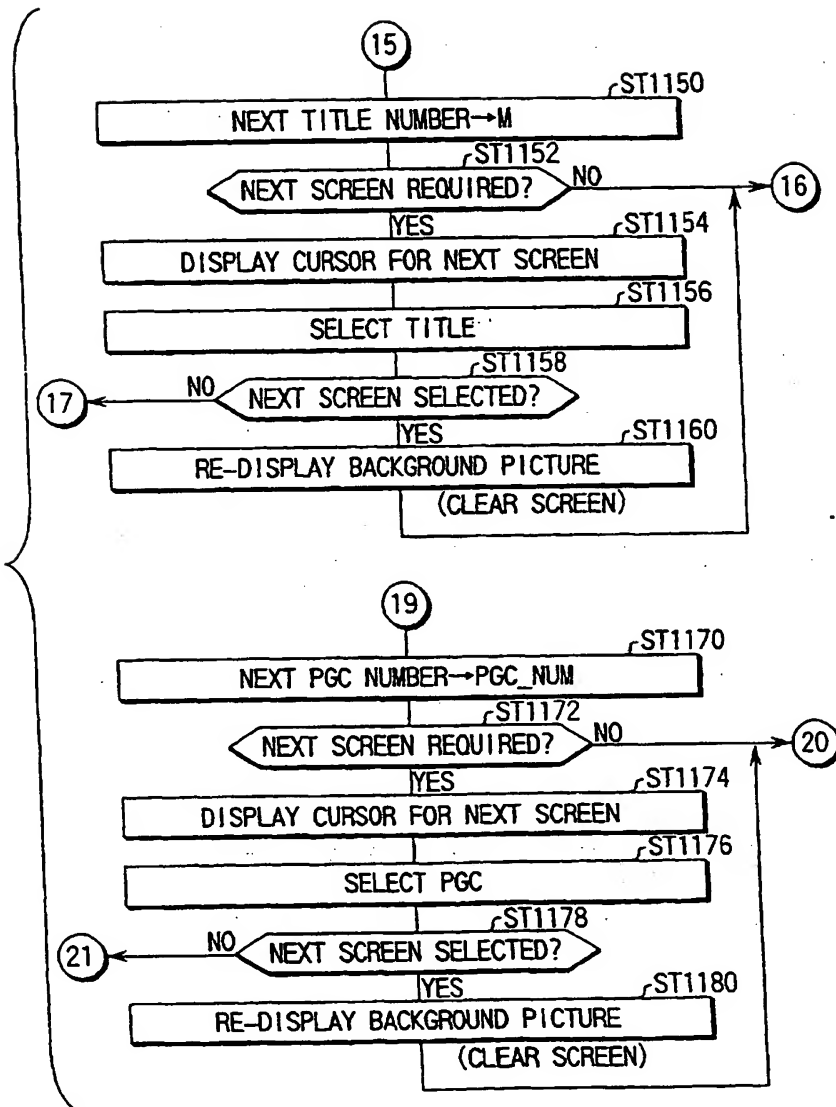 15
ST1150
NEXT TITLE NUMBER→M
ST1152
NEXT SCREEN REQUIRED? NO 16
YES ST1154
DISPLAY CURSOR FOR NEXT SCREEN
ST1156
SELECT TITLE
ST1158
17 NO NEXT SCREEN SELECTED?
YES ST1160
RE-DISPLAY BACKGROUND PICTURE
(CLEAR SCREEN)
19
ST1170
NEXT PGC NUMBER→PGC_NUM
ST1172
NEXT SCREEN REQUIRED? NO 20
YES ST1174
DISPLAY CURSOR FOR NEXT SCREEN
ST1176
SELECT PGC
ST1178
21 NO NEXT SCREEN SELECTED?
YES ST1180
RE-DISPLAY BACKGROUND PICTURE
(CLEAR SCREEN)